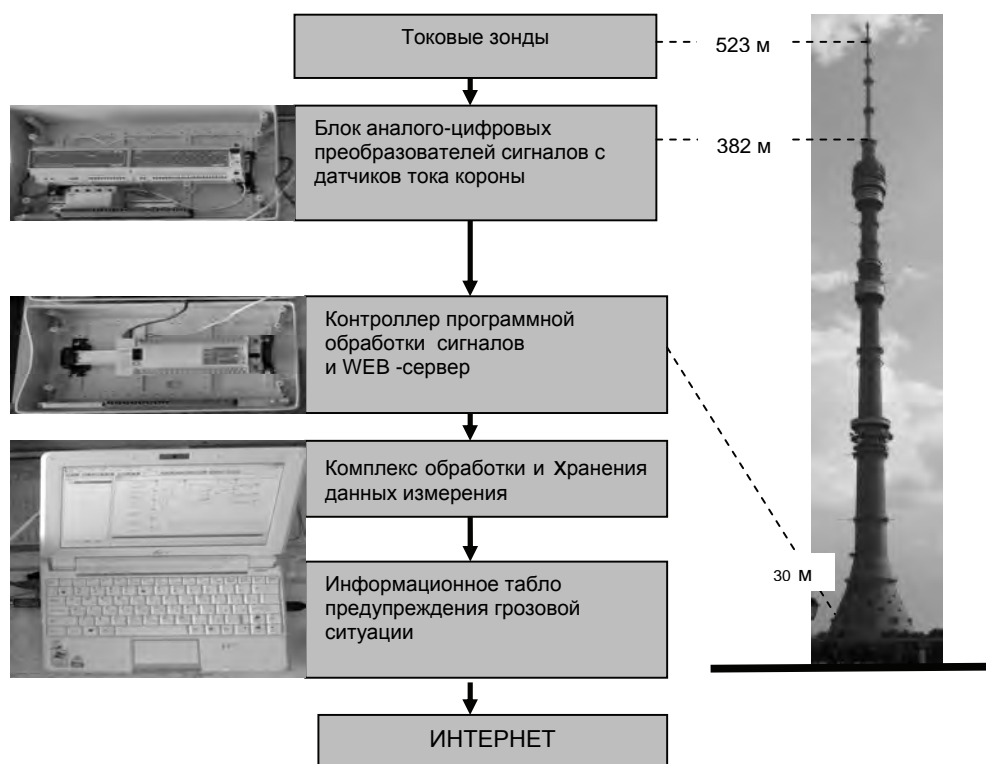 Токовые зонды
523 м
Блок аналого-цифровых
преобразователей сигналов с
датчиков тока короны
382 м
Контроллер программной
обработки сигналов
и WEB -сервер
Комплекс обработки и Хранения
данных измерения
Информационное табло
предупреждения грозовой
ситуации
30 м
ИНТЕРНЕТ